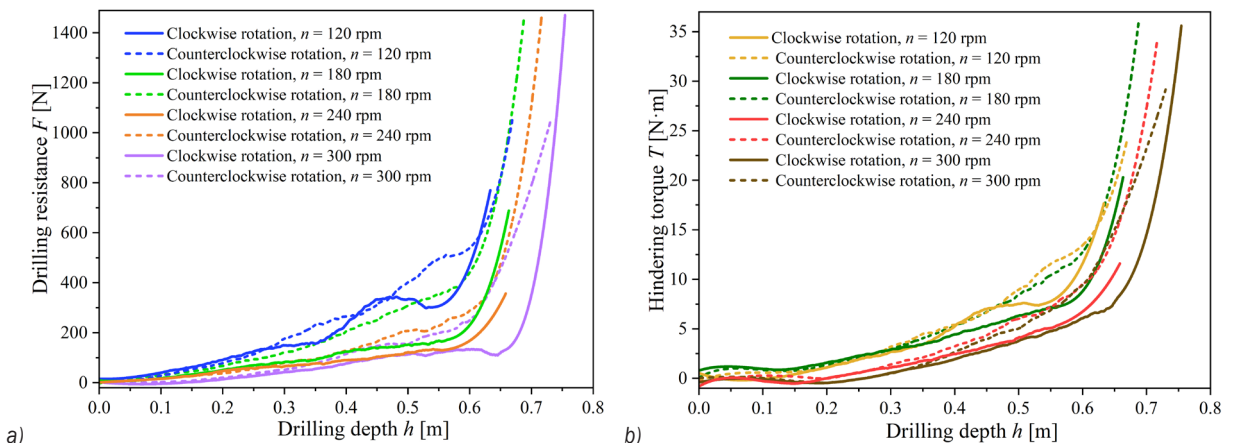 Drilling resistance F [N]
1400
1200
1000
800
600
400
200
0
Clockwise rotation, n = 120 rpm
Counterclockwise rotation, n = 120 rpm
Clockwise rotation, n = 180 rpm
Counterclockwise rotation, n = 180 rpm
Clockwise rotation, n = 240 rpm
Counterclockwise rotation, n = 240 rpm
Clockwise rotation, n = 300 rpm
Counterclockwise rotation, n = 300 rpm
0.0 0.1 0.2 0.3 0.4 0.5 0.6 0.7 0.8
Drilling depth h [m]
a)
Hindering torque T [N·m]
35
30
25
20
15
10
5
0
Clockwise rotation, n = 120 rpm
Counterclockwise rotation, n = 120 rpm
Clockwise rotation, n = 180 rpm
Counterclockwise rotation, n = 180 rpm
Clockwise rotation, n = 240 rpm
Counterclockwise rotation, n = 240 rpm
Clockwise rotation, n = 300 rpm
Counterclockwise rotation, n = 300 rpm
0.0 0.1 0.2 0.3 0.4 0.5 0.6 0.7 0.8
Drilling depth h [m]
b)